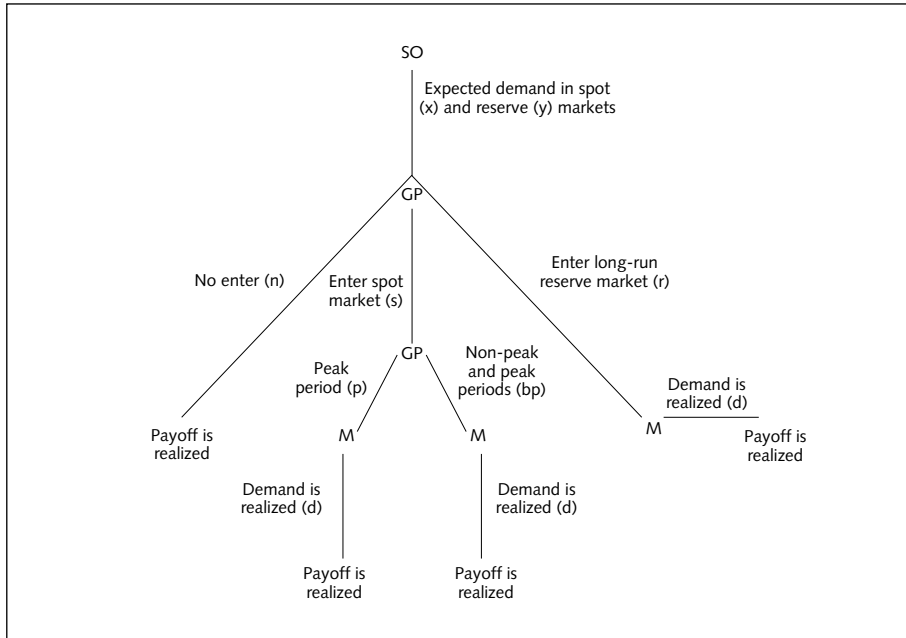 SO
Expected demand in spot
(x) and reserve (y) markets
GP
No enter (n)
Enter spot
market (s)
Enter long-run
reserve market (r)
GP
Peak
period (p)
Non-peak
and peak
periods (bp)
Demand is
realized (d)
Payoff is
realized
M
M
M
Payoff is
realized
Demand is
realized (d)
Demand is
realized (d)
Payoff is
realized
Payoff is
realized